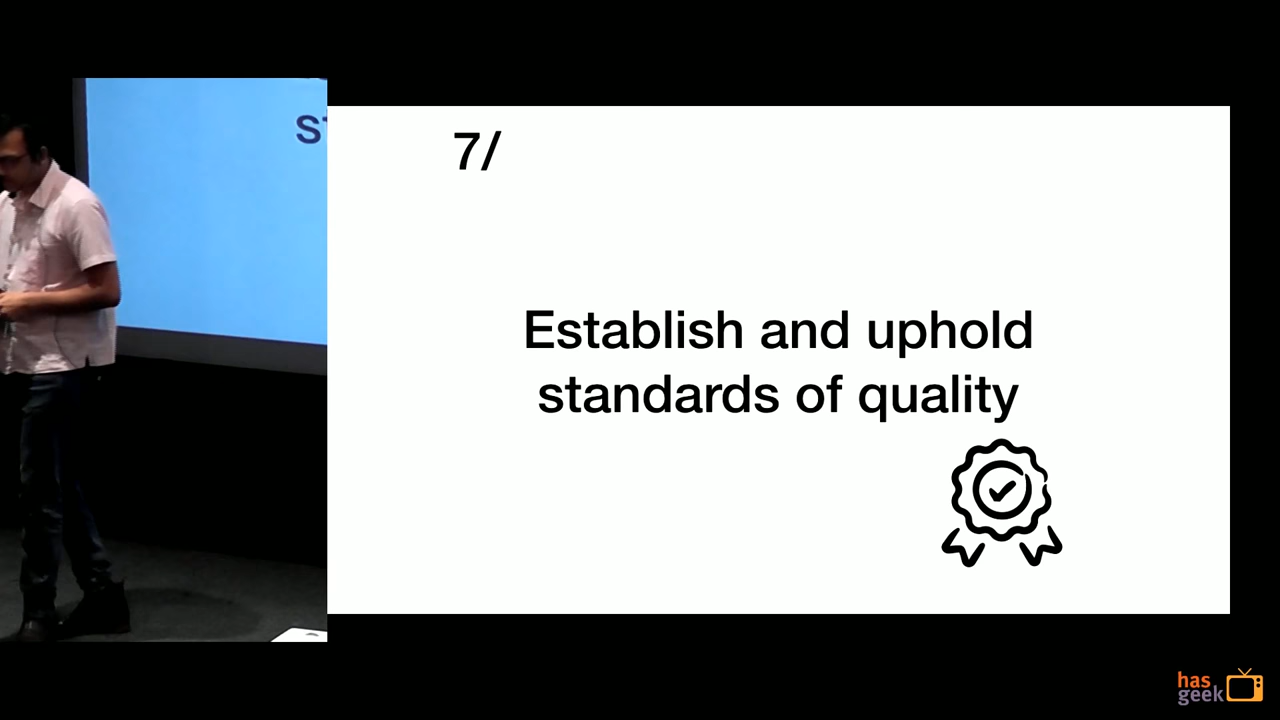 7/
Establish and uphold
standards of quality
has
geek